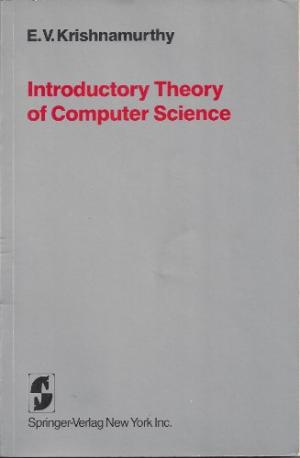 E.V. Krishnamurthy
Introductory Theory
of Computer Science
Springer-Verlag New York Inc.